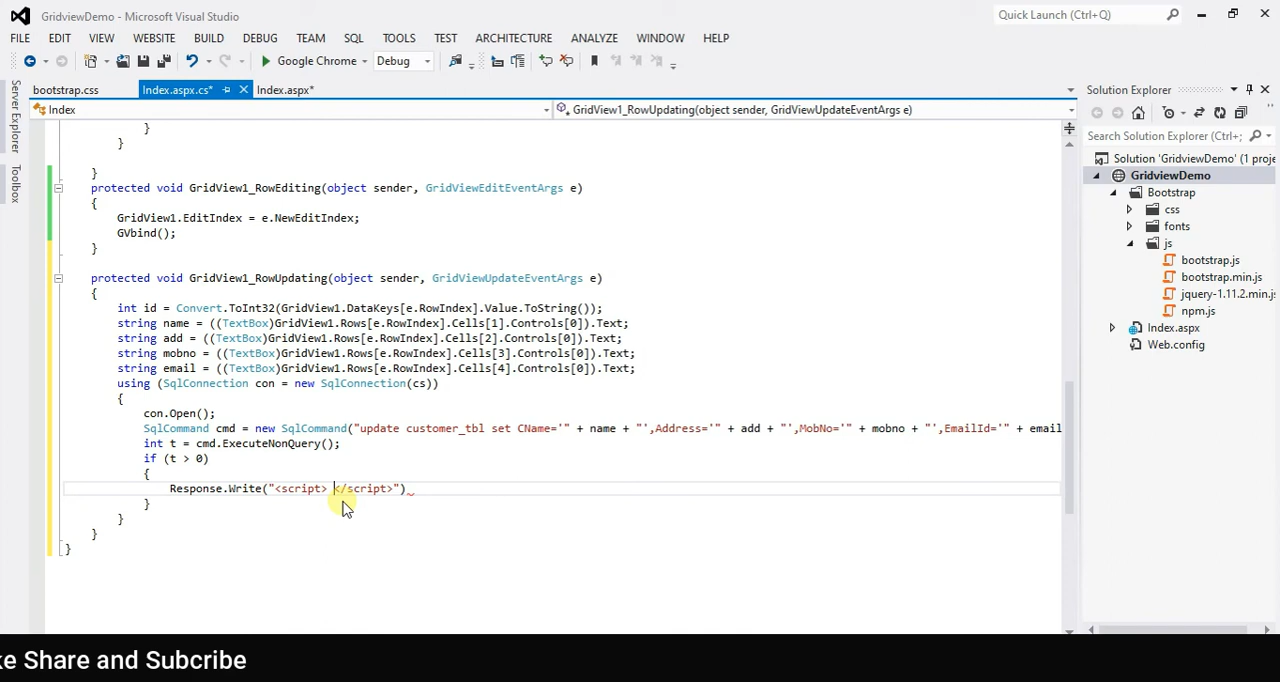 GridviewDemo - Microsoft Visual Studio
Quick Launch (Ctrl+Q)
FILE EDIT VIEW WEBSITE BUILD DEBUG TEAM SQL TOOLS TEST ARCHITECTURE ANALYZE WINDOW HELP
Google Chrome Debug
bootstrap.css Index.aspx.cs* Index.aspx*
Solution Explorer
Index GridView1_RowUpdating(object sender, GridViewUpdateEventArgs e)
Server Explorer
Toolbox
}
}
}
protected void GridView1_RowEditing(object sender, GridViewEditEventArgs e)
{
GridView1.EditIndex = e.NewEditIndex;
GVbind();
}
protected void GridView1_RowUpdating(object sender, GridViewUpdateEventArgs e)
{
int id = Convert.ToInt32(GridView1.DataKeys[e.RowIndex].Value.ToString());
string name = ((TextBox)GridView1.Rows[e.RowIndex].Cells[1].Controls[0]).Text;
string add = ((TextBox)GridView1.Rows[e.RowIndex].Cells[2].Controls[0]).Text;
string mobno = ((TextBox)GridView1.Rows[e.RowIndex].Cells[3].Controls[0]).Text;
string email = ((TextBox)GridView1.Rows[e.RowIndex].Cells[4].Controls[0]).Text;
using (SqlConnection con = new SqlConnection(cs))
{
con.Open();
SqlCommand cmd = new SqlCommand("update customer_tbl set CName='" + name + "',Address='" + add + "',MobNo='" + mobno + "',EmailId='" + email
int t = cmd.ExecuteNonQuery();
if (t > 0)
{
Response.Write("<script> </script>")
}
}
}
}
Search Solution Explorer (Ctrl+;
Solution 'GridviewDemo' (1 proje
GridviewDemo
Bootstrap
css
fonts
js
bootstrap.js
bootstrap.min.js
jquery-1.11.2.min.js
npm.js
Index.aspx
Web.config
ke Share and Subcribe